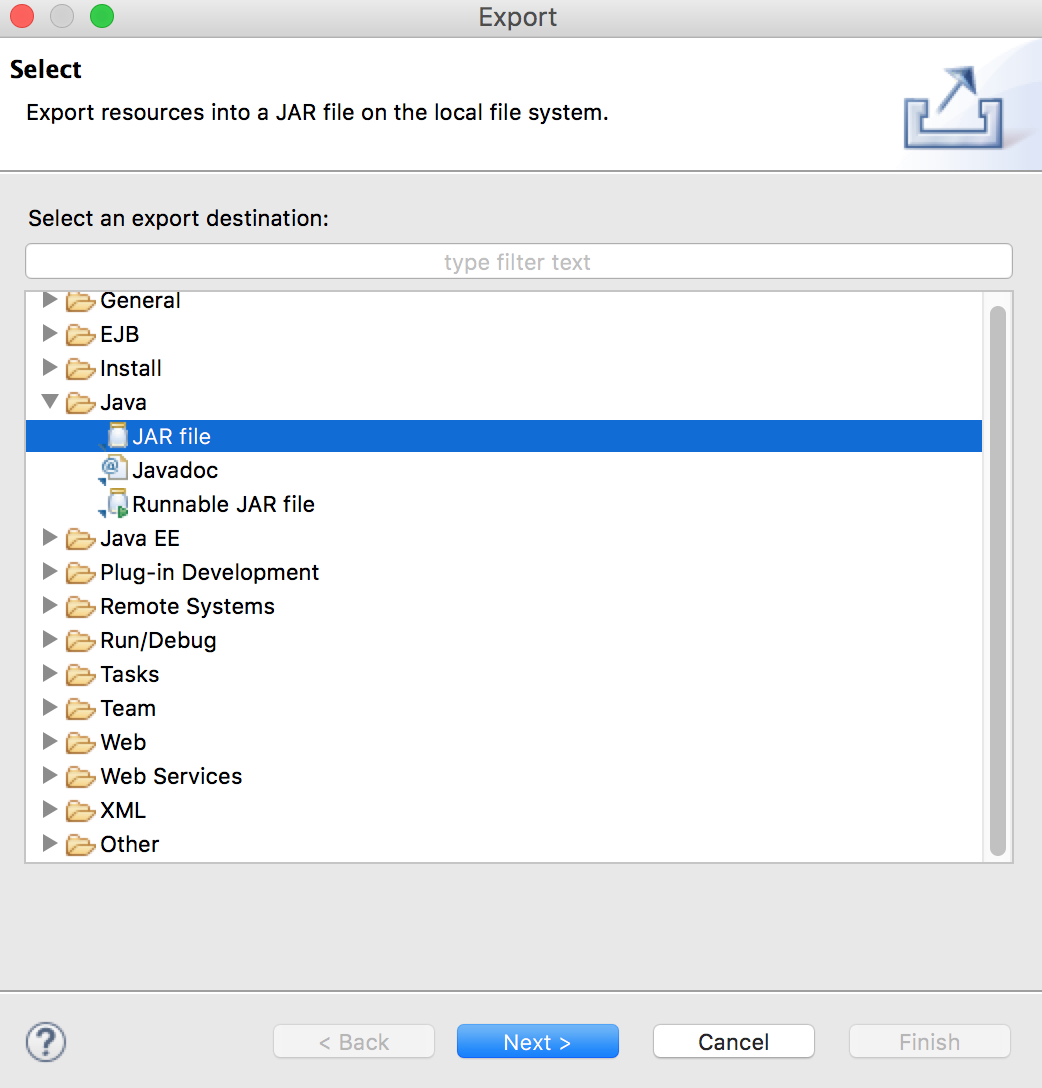 Export
Select
Export resources into a JAR file on the local file system.
Select an export destination:
type filter text
General
EJB
Install
Java
JAR file
Javadoc
Runnable JAR file
Java EE
Plug-in Development
Remote Systems
Run/Debug
Tasks
Team
Web
Web Services
XML
Other
? < Back Next > Cancel Finish